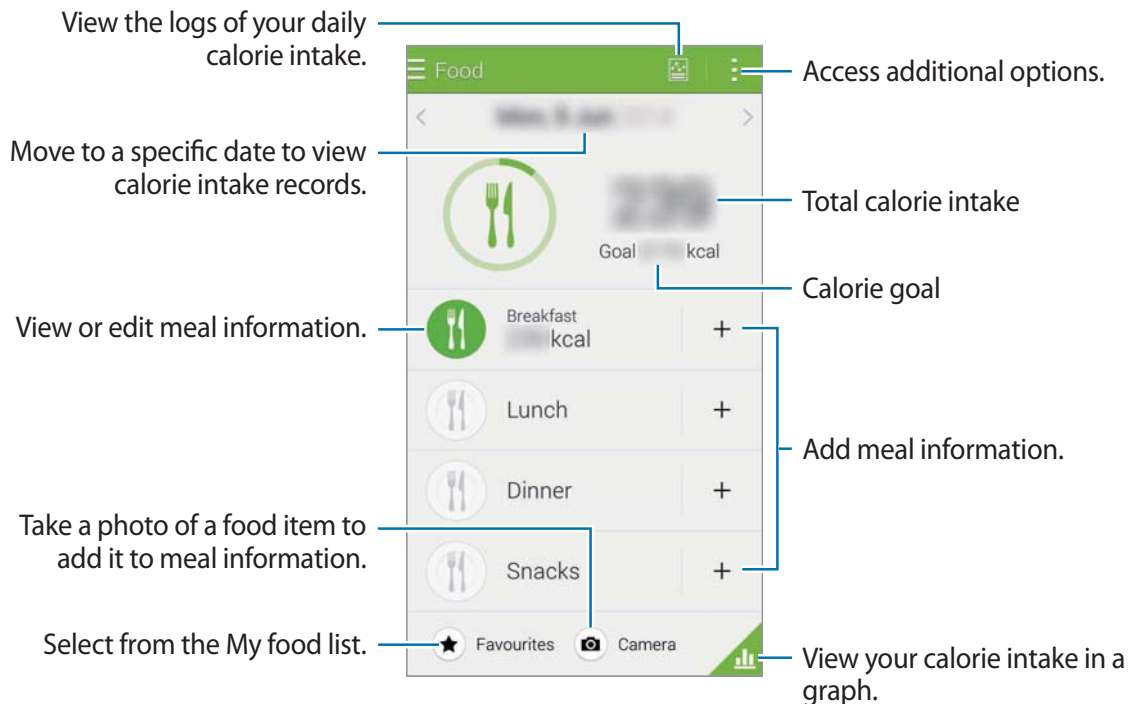 View the logs of your daily
calorie intake.
Food
Access additional options.
Move to a specific date to view
calorie intake records.
Total calorie intake
Goal kcal
Calorie goal
View or edit meal information.
Breakfast
kcal
Lunch
Add meal information.
Dinner
Take a photo of a food item to
add it to meal information.
Snacks
Select from the My food list.
Favourites Camera
View your calorie intake in a
graph.